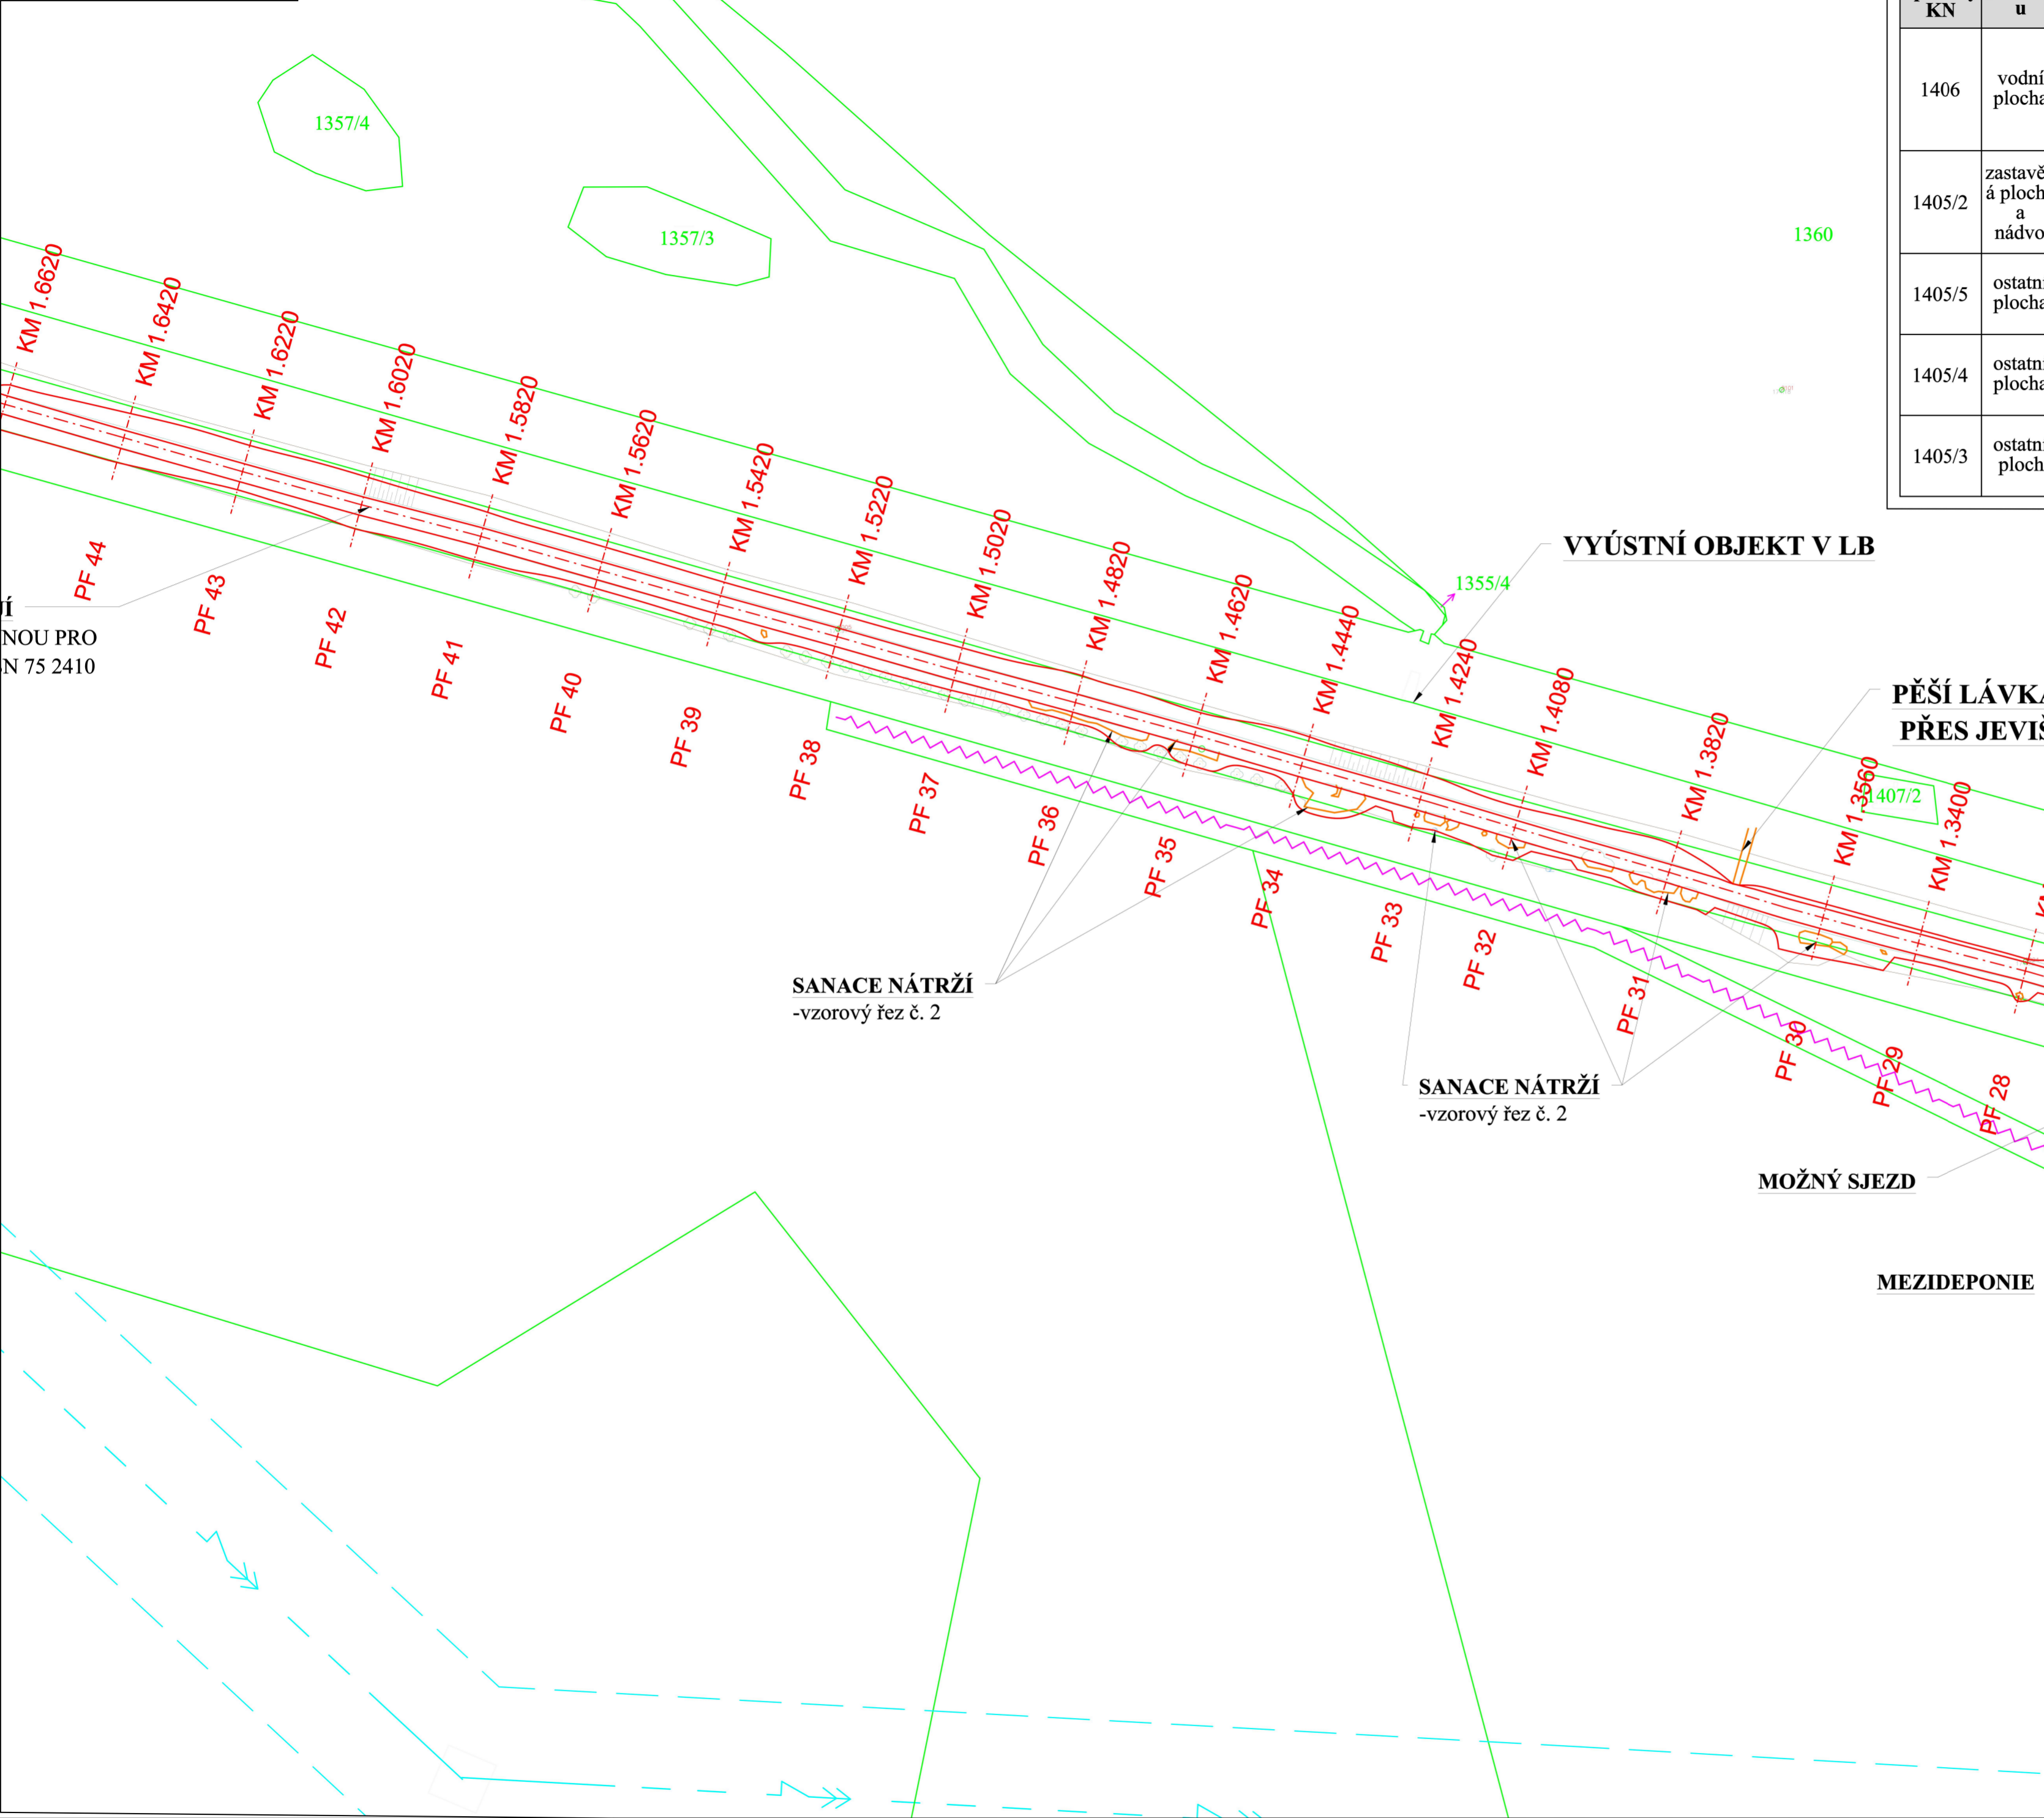 KN
u
1406
vodní
plocha
1405/2
á ploch
a
nádvo
1405/5
ostatní
plocha
1405/4
ostatní
plocha
1405/3
ostatní
ploch
1357/4
1357/3
1360
1355/4
1407/2
KM 1.6620
KM 1.6420
KM 1.6220
KM 1.6020
KM 1.5820
KM 1.5620
KM 1.5420
KM 1.5220
KM 1.5020
KM 1.4820
KM 1.4620
KM 1.4440
KM 1.4240
KM 1.4080
KM 1.3820
KM 1.3560
KM 1.3400
PF 44
PF 43
PF 42
PF 41
PF 40
PF 39
PF 38
PF 37
PF 36
PF 35
PF 34
PF 33
PF 32
PF 31
PF 30
PF 29
PF 28
VYÚSTNÍ OBJEKT V LB
PĚŠÍ LÁVKA
PŘES JEVIŠ
NOU PRO
N 75 2410
SANACE NÁTRŽÍ
-vzorový řez č. 2
SANACE NÁTRŽÍ
-vzorový řez č. 2
MOŽNÝ SJEZD
MEZIDEPONIE